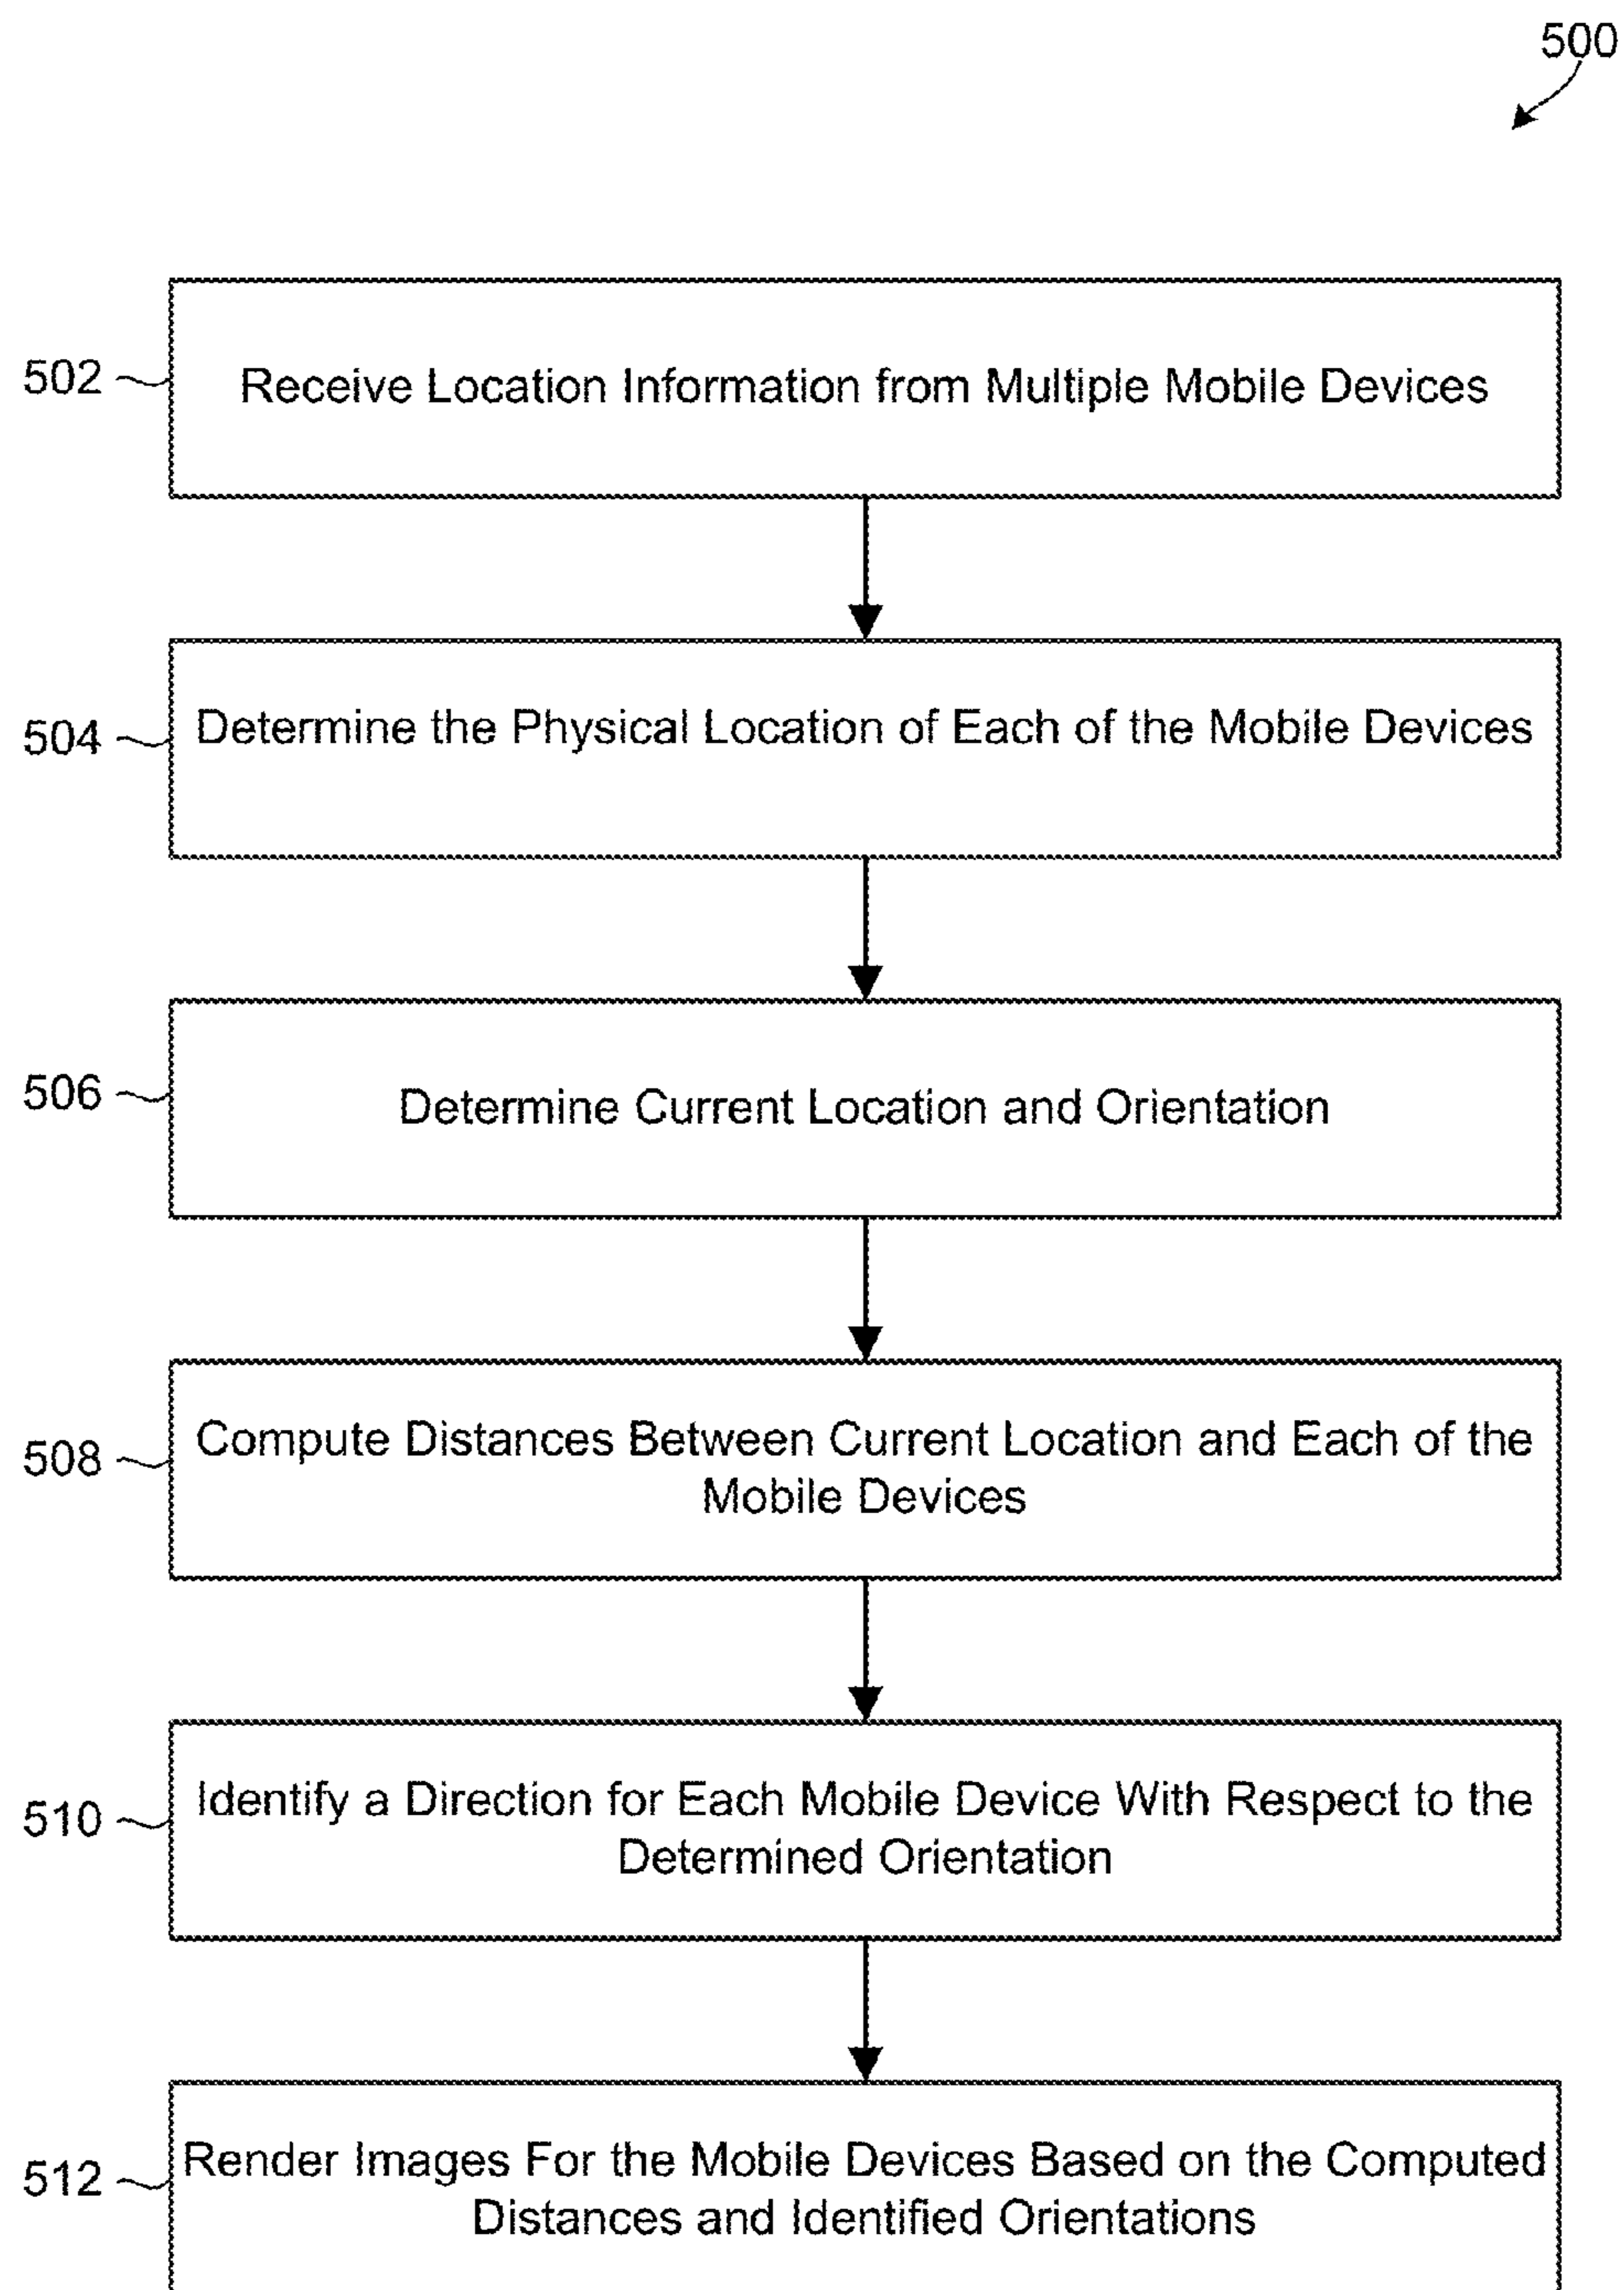 500
502
Receive Location Information from Multiple Mobile Devices
504
Determine the Physical Location of Each of the Mobile Devices
506
Determine Current Location and Orientation
508
Compute Distances Between Current Location and Each of the
Mobile Devices
510
Identify a Direction for Each Mobile Device With Respect to the
Determined Orientation
512
Render Images For the Mobile Devices Based on the Computed
Distances and Identified Orientations